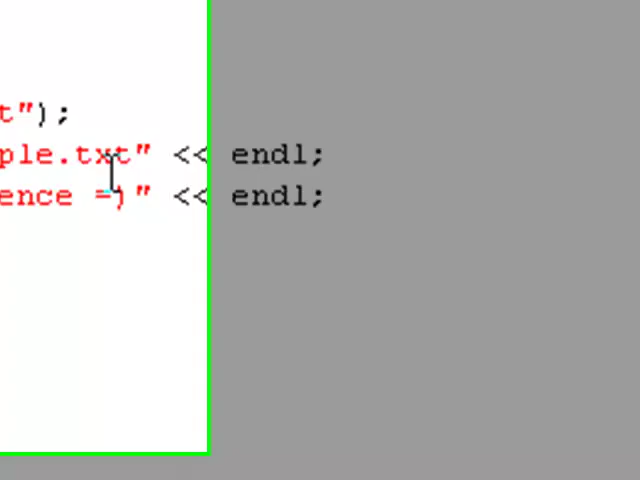 t");
ple.txt" << endl;
ence =)" << endl;